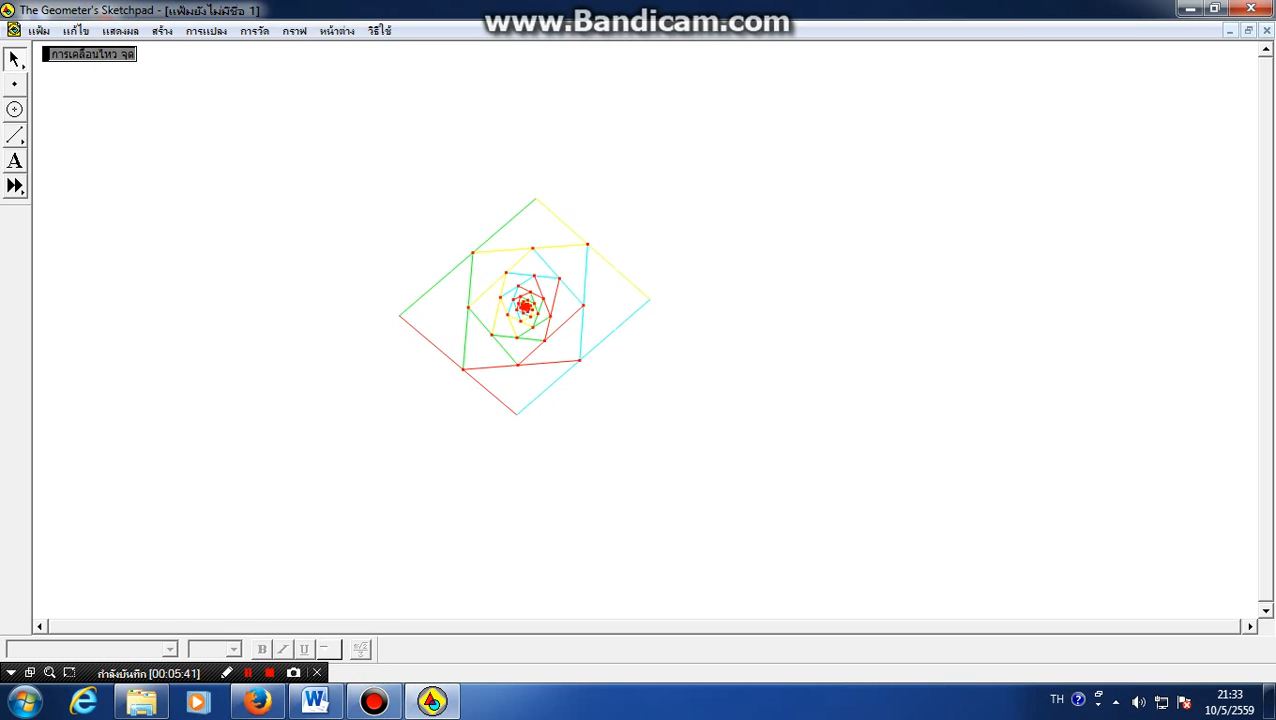 The Geometer's Sketchpad - [แฟ้มยังไม่มีชื่อ 1]
www.Bandicam.com
แฟ้ม แก้ไข แสดงผล สร้าง การแปลง การวัด กราฟ หน้าต่าง วิธีใช้
การเคลื่อนไหว จุด
A
B I U
กำลังบันทึก [00:05:41]
TH
21:33
10/5/2559